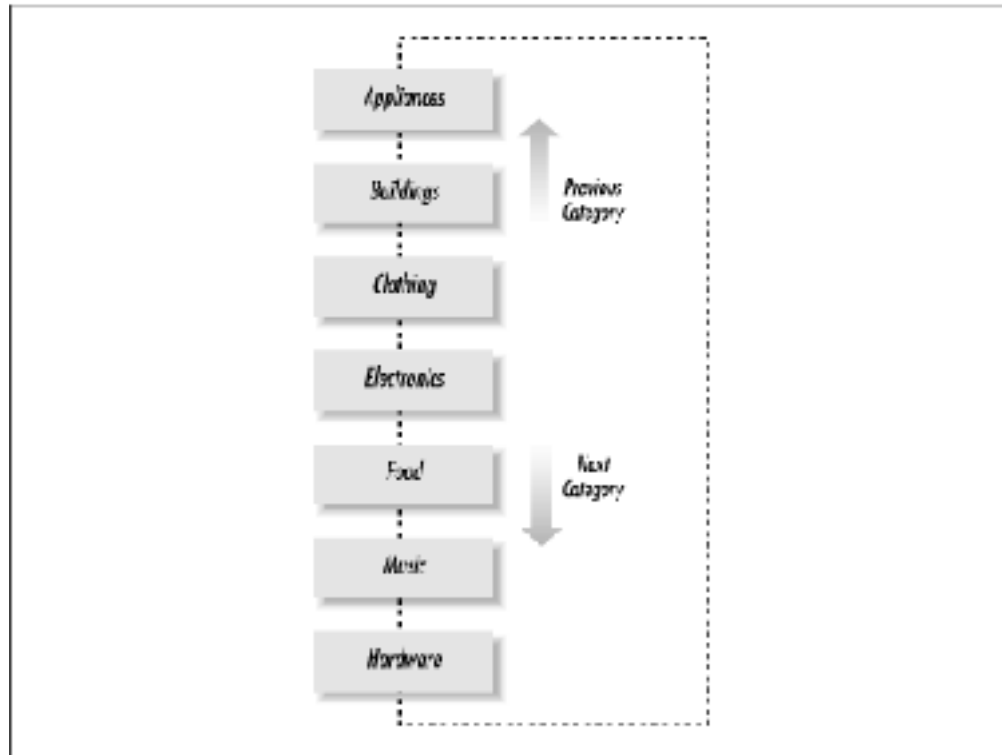 Appliances
Buildings
Previous
Category
Clothing
Electronics
Food
Next
Category
Music
Hardware